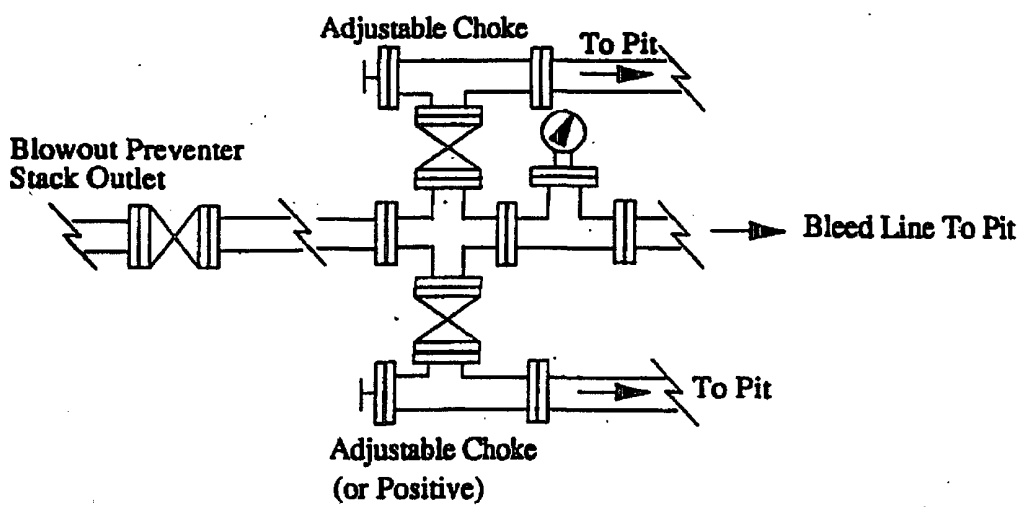 Adjustable Choke
To Pit
Blowout Preventer
Stack Outlet
Bleed Line To Pit
To Pit
Adjustable Choke
(or Positive)